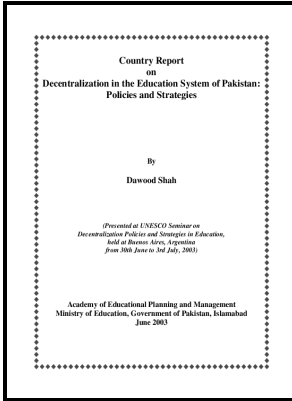 Country Report
on
Decentralization in the Education System of Pakistan:
Policies and Strategies
By
Dawood Shah
(Presented at UNESCO Seminar on
Decentralization Policies and Strategies in Education,
held at Buenos Aires, Argentina
from 30th June to 3rd July, 2003)
Academy of Educational Planning and Management
Ministry of Education, Government of Pakistan, Islamabad
June 2003